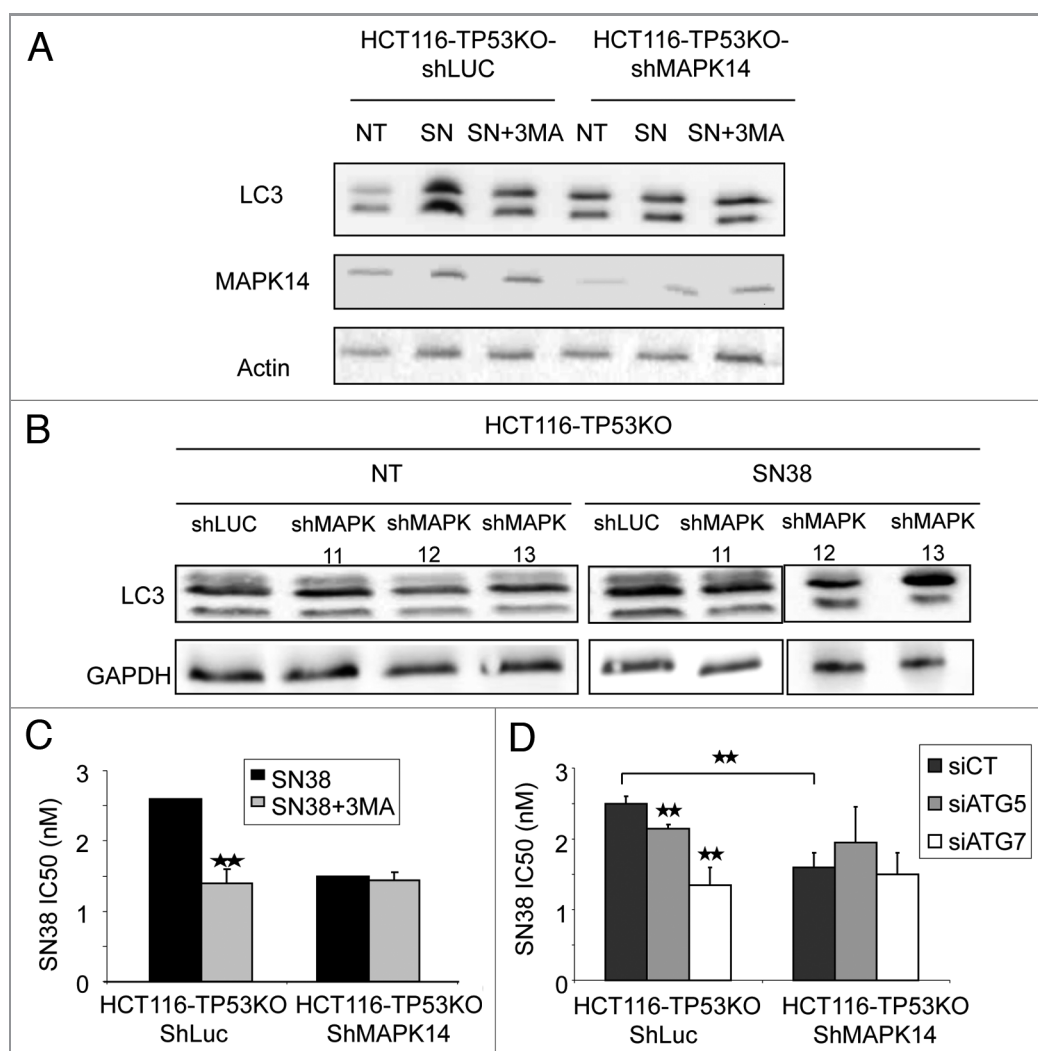 A
HCT116-TP53KO-
shLUC
HCT116-TP53KO-
shMAPK14
NT SN SN+3MA NT SN SN+3MA
LC3
MAPK14
Actin
B
HCT116-TP53KO
NT SN38
shLUC shMAPK shMAPK shMAPK shLUC shMAPK shMAPK shMAPK
11 12 13 11 12 13
LC3
GAPDH
C
SN38 IC50 (nM)
3
2
1
0
SN38
SN38+3MA
★★
HCT116-TP53KO HCT116-TP53KO
ShLuc ShMAPK14
D
SN38 IC50 (nM)
3
2
1
0
★★
★★
★★
siCT
siATG5
siATG7
HCT116-TP53KO HCT116-TP53KO
ShLuc ShMAPK14